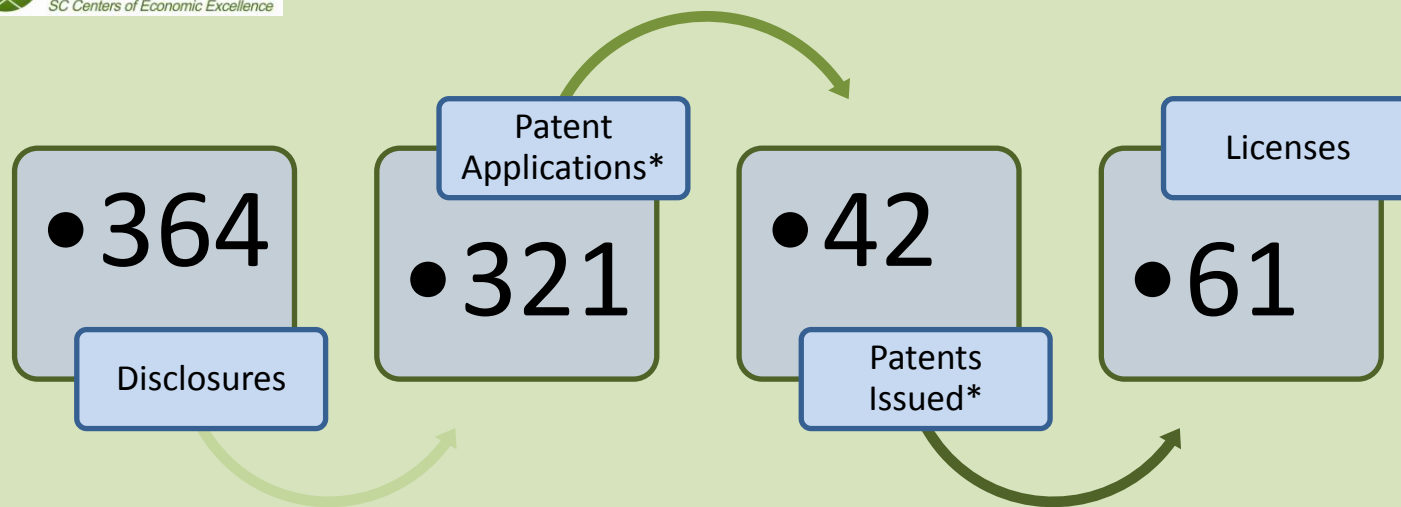 SC Centers of Economic Excellence
•364
Disclosures
Patent
Applications*
•321
•42
Patents
Issued*
Licenses
•61